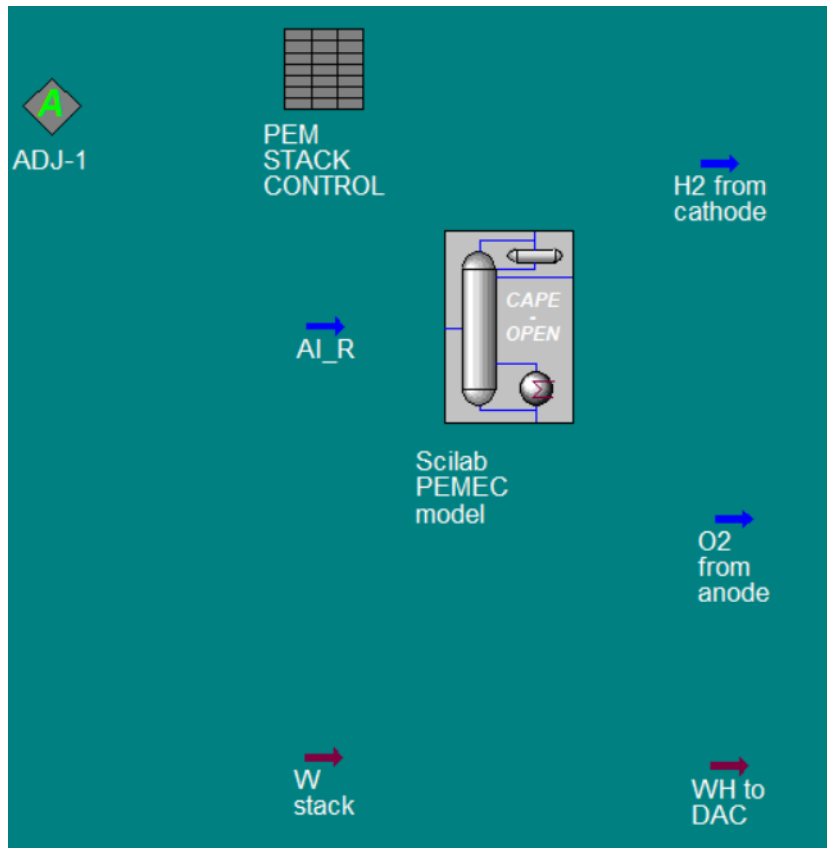 A
ADJ-1
PEM
STACK
CONTROL
H2 from
cathode
CAPE
-
OPEN
AI_R
Scilab
PEMEC
model
O2
from
anode
W
stack
WH to
DAC